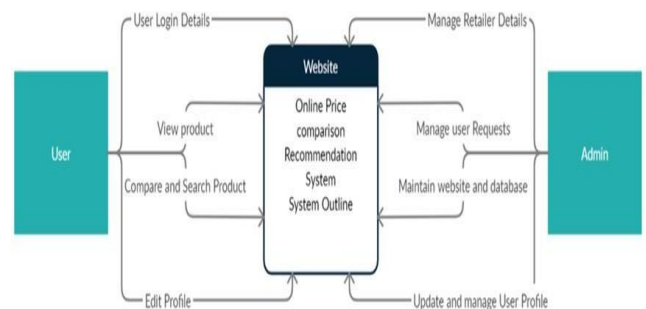 User Login Details
Manage Retailer Details
Website
Online Price
comparison
Recommendation
System
System Outline
View product
Manage user Requests
User
Admin
Compare and Search Product
Maintain website and database
Edit Profile
Update and manage User Profile